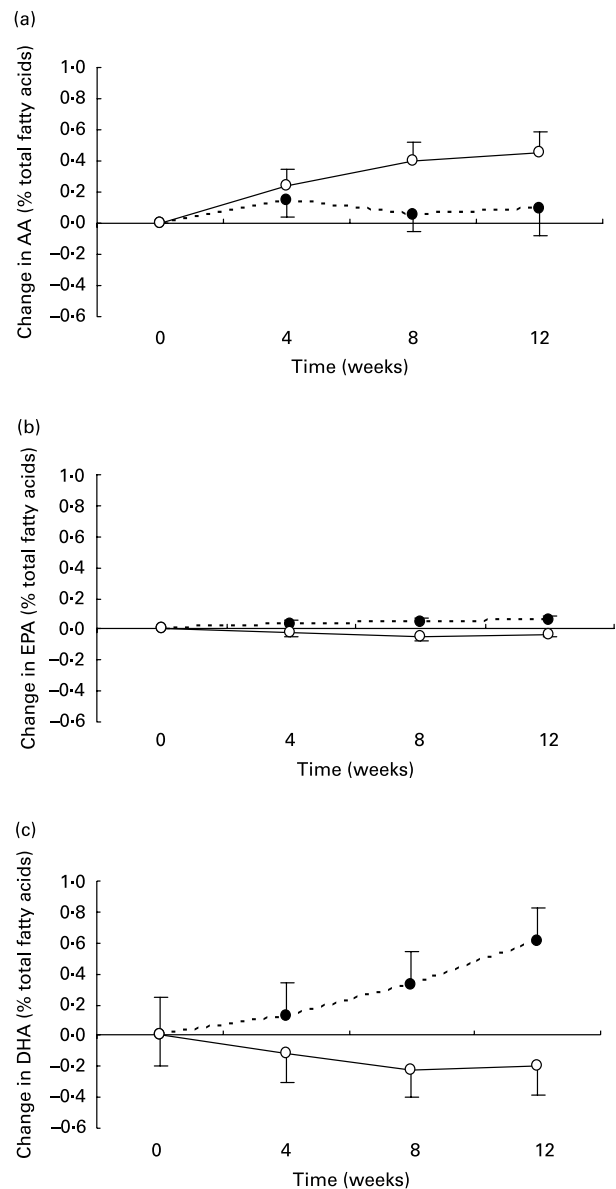 (a)
Change in AA (% total fatty acids)
1·0
0·8
0·6
0·4
0·2
0·0
–0·2
–0·4
–0·6
0 4 8 12
Time (weeks)
(b)
Change in EPA (% total fatty acids)
1·0
0·8
0·6
0·4
0·2
0·0
–0·2
–0·4
–0·6
0 4 8 12
Time (weeks)
(c)
Change in DHA (% total fatty acids)
1·0
0·8
0·6
0·4
0·2
0·0
–0·2
–0·4
–0·6
0 4 8 12
Time (weeks)